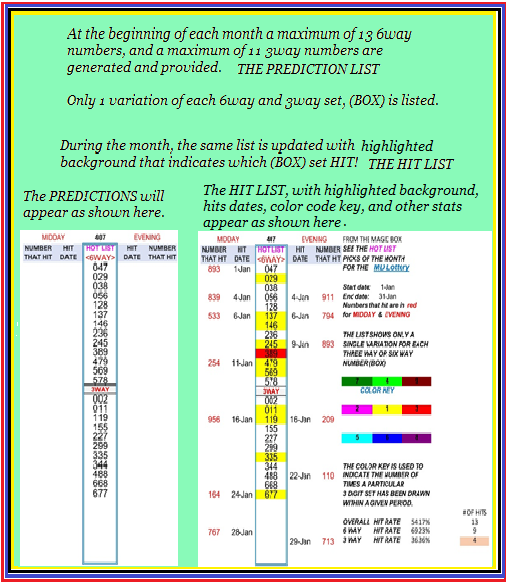 At the beginning of each month a maximum of 13 6way
numbers, and a maximum of 11 3way numbers are
generated and provided. THE PREDICTION LIST
Only 1 variation of each 6way and 3way set, (BOX) is listed.
During the month, the same list is updated with highlighted
background that indicates which (BOX) set HIT! THE HIT LIST
The PREDICTIONS will
appear as shown here.
The HIT LIST, with highlighted background,
hits dates, color code key, and other stats
appear as shown here.
MIDDAY 407 EVENING
NUMBER HIT HOT LIST HIT NUMBER
THAT HIT DATE <6WAY> DATE THAT HIT
047
029
038
056
128
137
146
236
245
389
479
569
578
3WAY
002
011
119
155
227
299
335
344
488
668
677
MIDDAY 4/7 EVENING
NUMBER HIT HOT LIST HIT NUMBER
THAT HIT DATE <6WAY> DATE THAT HIT
893 1-Jan 047
029
038
839 4-Jan 056 4-Jan 911
128
533 6-Jan 137 6-Jan 794
146
236
245 9-Jan 893
389
254 11-Jan 479
569
578
3WAY
002
011
956 16-Jan 119 16-Jan 209
155
227
299
335
344
488 22-Jan 110
668
164 24-Jan 677
767 28-Jan
29-Jan 713
FROM THE MAGIC BOX
SEE THE HOT LIST
PICKS OF THE MONTH
FOR THE MU Lottery
Start date: 1-Jan
End date: 31-Jan
Numbers that hit are in red
for MIDDAY & EVENING
THE LIST SHOWS ONLY A
SINGLE VARIATION FOR EACH
THREE WAY OF SIX WAY
NUMBER (BOX)
COLOR KEY
THE COLOR KEY IS USED TO
INDICATE THE NUMBER OF
TIMES A PARTICULAR
3 DIGIT SET HAS BEEN DRAWN
WITHIN A GIVEN PERIOD.
# OF HITS
OVERALL HIT RATE 54.17% 13
6 WAY HIT RATE 69.23% 9
3 WAY HIT RATE 36.36% 4